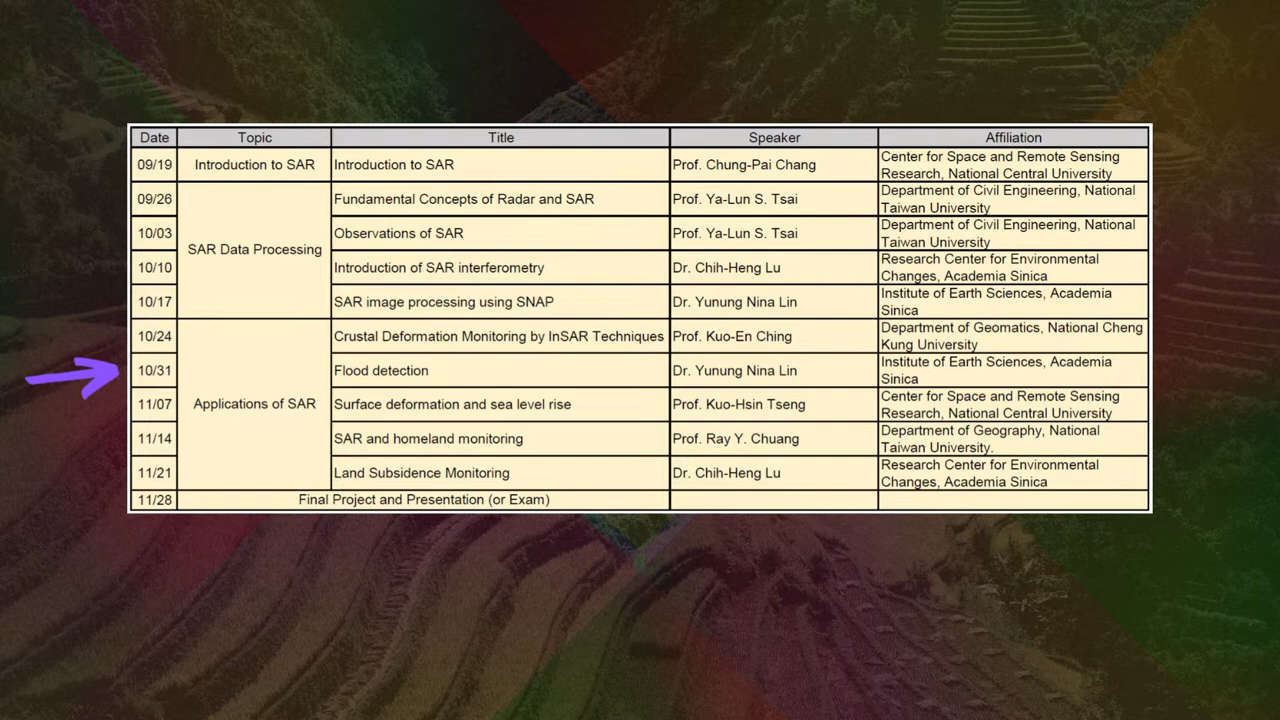 Date Topic Title Speaker Affiliation
09/19 Introduction to SAR Introduction to SAR Prof. Chung-Pai Chang Center for Space and Remote Sensing
Research, National Central University
09/26 Fundamental Concepts of Radar and SAR Prof. Ya-Lun S. Tsai Department of Civil Engineering, National
Taiwan University
SAR Data Processing
10/03 Observations of SAR Prof. Ya-Lun S. Tsai Department of Civil Engineering, National
Taiwan University
10/10 Introduction of SAR interferometry Dr. Chih-Heng Lu Research Center for Environmental
Changes, Academia Sinica
10/17 SAR image processing using SNAP Dr. Yunung Nina Lin Institute of Earth Sciences, Academia
Sinica
10/24 Crustal Deformation Monitoring by InSAR Techniques Prof. Kuo-En Ching Department of Geomatics, National Cheng
Kung University
10/31 Flood detection Dr. Yunung Nina Lin Institute of Earth Sciences, Academia
Sinica
Applications of SAR
11/07 Surface deformation and sea level rise Prof. Kuo-Hsin Tseng Center for Space and Remote Sensing
Research, National Central University
11/14 SAR and homeland monitoring Prof. Ray Y. Chuang Department of Geography, National
Taiwan University.
11/21 Land Subsidence Monitoring Dr. Chih-Heng Lu Research Center for Environmental
Changes, Academia Sinica
11/28 Final Project and Presentation (or Exam)